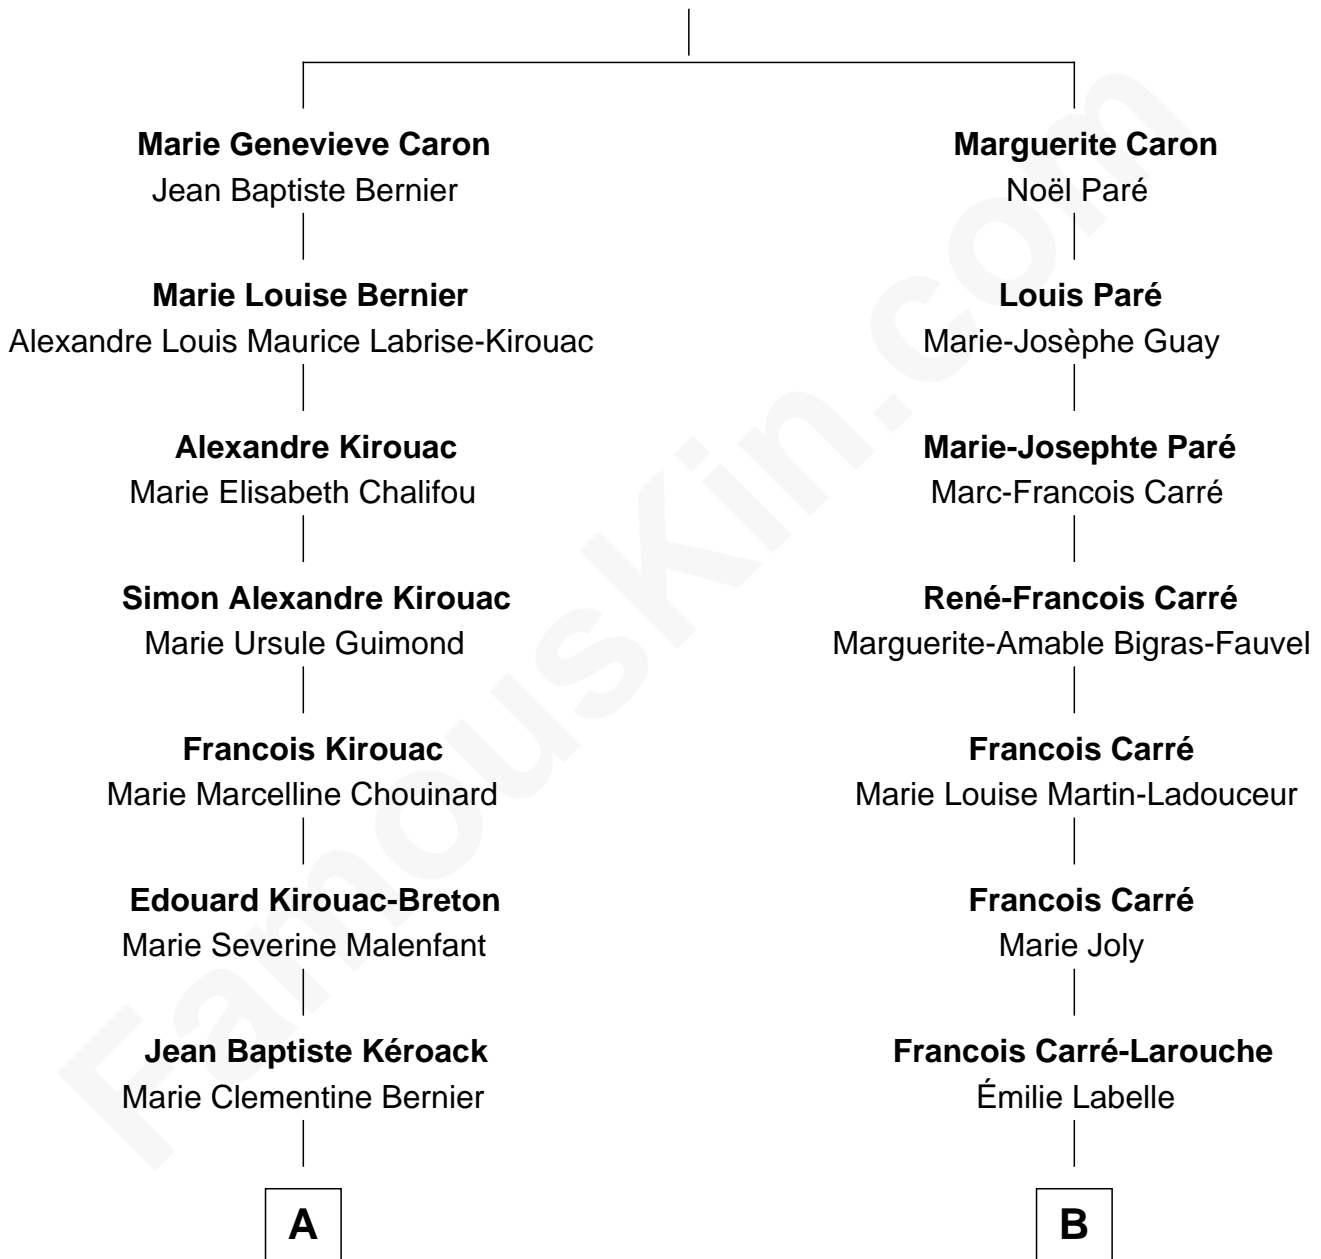 Marie Genevieve Caron
Jean Baptiste Bernier
Marie Louise Bernier
Alexandre Louis Maurice Labrise-Kirouac
Alexandre Kirouac
Marie Elisabeth Chalifou
Simon Alexandre Kirouac
Marie Ursule Guimond
Francois Kirouac
Marie Marcelline Chouinard
Edouard Kirouac-Breton
Marie Severine Malenfant
Jean Baptiste Kéroack
Marie Clementine Bernier
A
Marguerite Caron
Noël Paré
Louis Paré
Marie-Josèphe Guay
Marie-Josephte Paré
Marc-Francois Carré
René-Francois Carré
Marguerite-Amable Bigras-Fauvel
Francois Carré
Marie Louise Martin-Ladouceur
Francois Carré
Marie Joly
Francois Carré-Larouche
Émilie Labelle
B
FamousKin.com